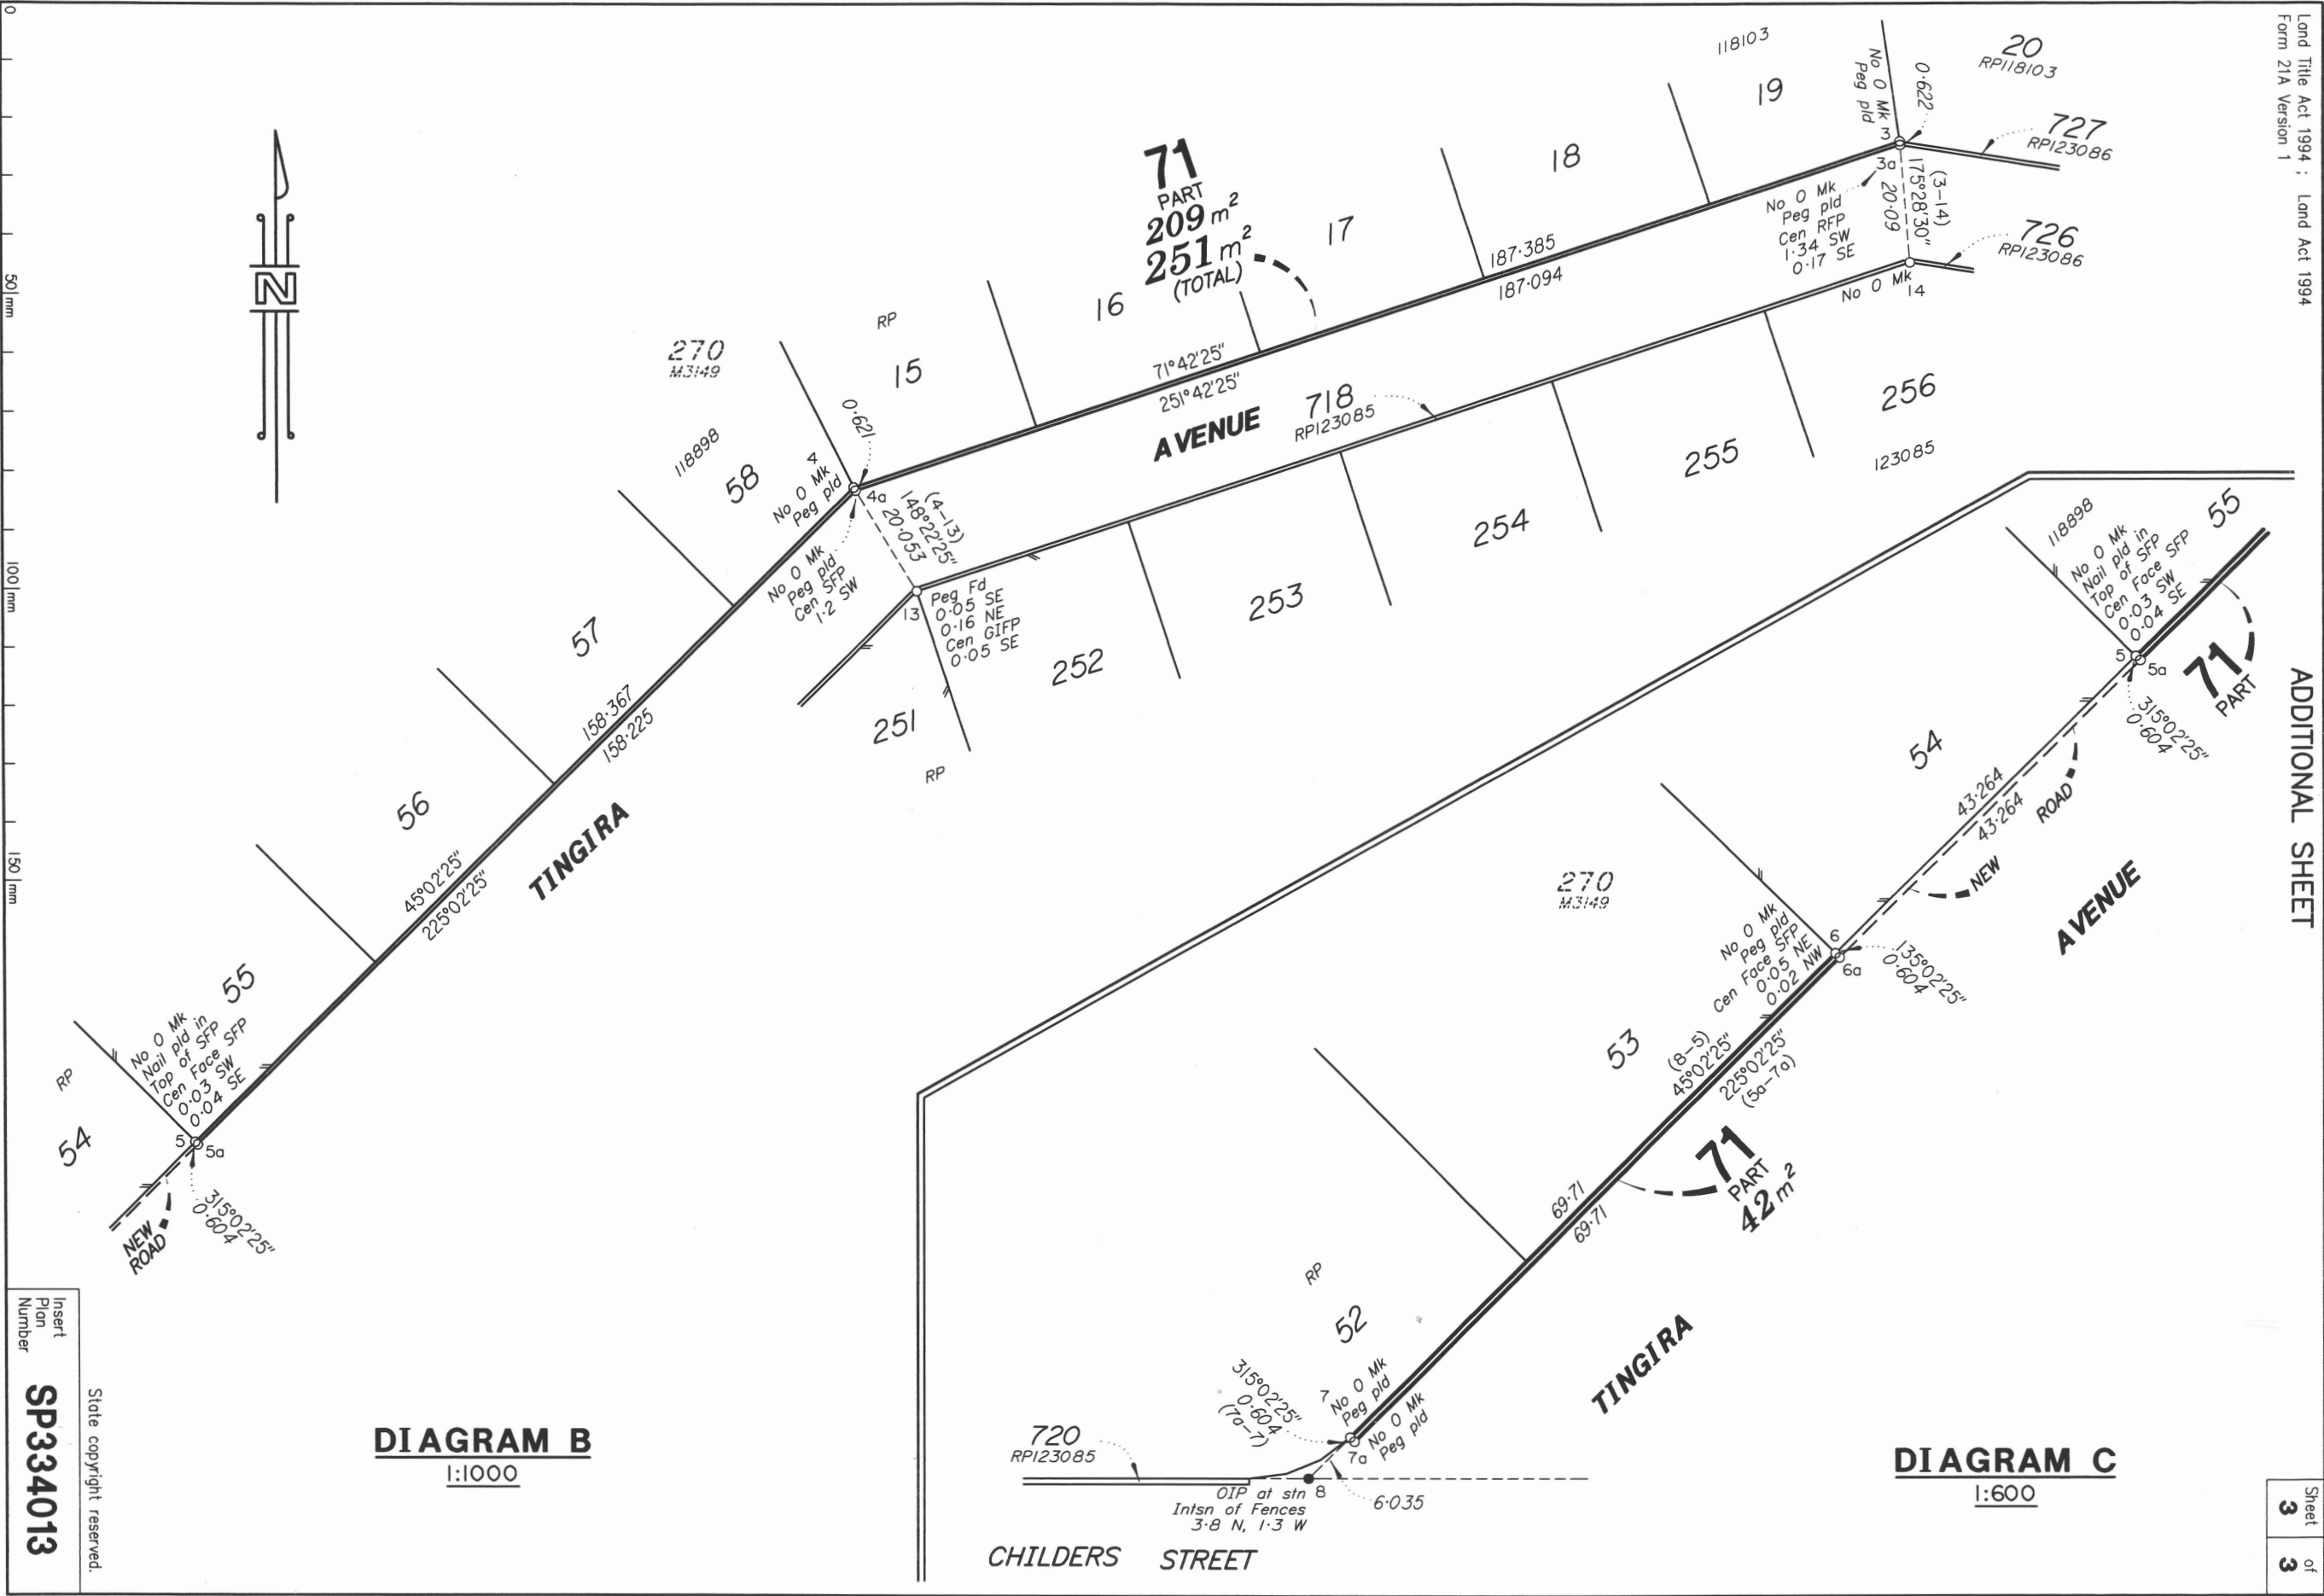 Land Title Act 1994 ; Land Act 1994
Form 21A Version 1
ADDITIONAL SHEET
Sheet
3
of
3
0
50 mm
100 mm
150 mm
N
118103
20
RP118103
No O Mk
Peg pld
0·622
3
3a
727
RP123086
(3-14)
175°28'30"
20·09
726
RP123086
No O Mk
14
19
18
17
16
15
RP
No O Mk
Peg pld
Cen RFP
1·34 SW
0·17 SE
71
PART
209 m²
251 m²
(TOTAL)
187·385
187·094
71°42'25"
251°42'25"
AVENUE
718
RP123085
270
M3149
118898
58
0·621
4
No O Mk
Peg pld
4a
(4-13)
148°22'25"
20·053
No O Mk
Peg pld
Cen SFP
1·2 SW
13
Peg Fd
0·05 SE
0·16 NE
Cen GIFP
0·05 SE
251
RP
252
253
254
255
256
123085
57
158·367
158·225
56
45°02'25"
225°02'25"
TINGIRA
55
No O Mk
Nail pld in
Top of SFP
Cen Face SFP
0·03 SW
0·04 SE
RP
54
5
5a
315°02'25"
0·604
NEW
ROAD
DIAGRAM B
1:1000
118898
55
No O Mk
Nail pld in
Top of SFP
Cen Face SFP
0·03 SW
0·04 SE
5
5a
71
PART
315°02'25"
0·604
54
43·264
43·264
ROAD
NEW
AVENUE
270
M3149
No O Mk
Peg pld
Cen Face SFP
0·05 NE
0·02 NW
6
6a
135°02'25"
0·604
53
(8-5)
45°02'25"
225°02'25"
(5a-7a)
71
PART
42 m²
69·71
69·71
RP
52
TINGIRA
315°02'25"
0·604
(7a-7)
7
No O Mk
Peg pld
7a
No O Mk
Peg pld
720
RP123085
OIP at stn 8
Intsn of Fences
3·8 N, 1·3 W
6·035
CHILDERS STREET
DIAGRAM C
1:600
State copyright reserved.
Insert
Plan
Number
SP334013